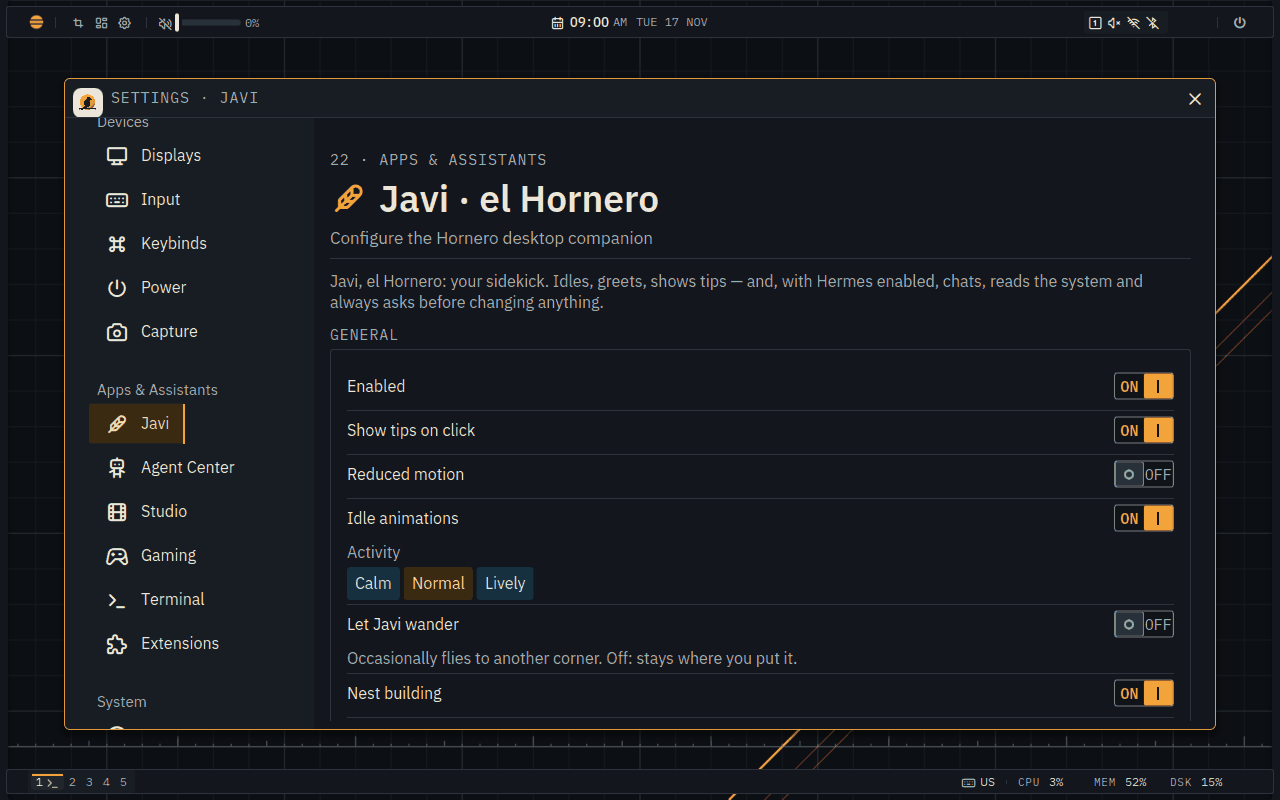 0%
09:00 AM TUE 17 NOV
1
SETTINGS · JAVI
Devices
Displays
Input
Keybinds
Power
Capture
Apps & Assistants
Javi
Agent Center
Studio
Gaming
Terminal
Extensions
System
22 · APPS & ASSISTANTS
Javi · el Hornero
Configure the Hornero desktop companion
Javi, el Hornero: your sidekick. Idles, greets, shows tips — and, with Hermes enabled, chats, reads the system and
always asks before changing anything.
GENERAL
Enabled ON
Show tips on click ON
Reduced motion OFF
Idle animations ON
Activity
Calm Normal Lively
Let Javi wander OFF
Occasionally flies to another corner. Off: stays where you put it.
Nest building ON
1 2 3 4 5
US CPU 3% MEM 52% DSK 15%